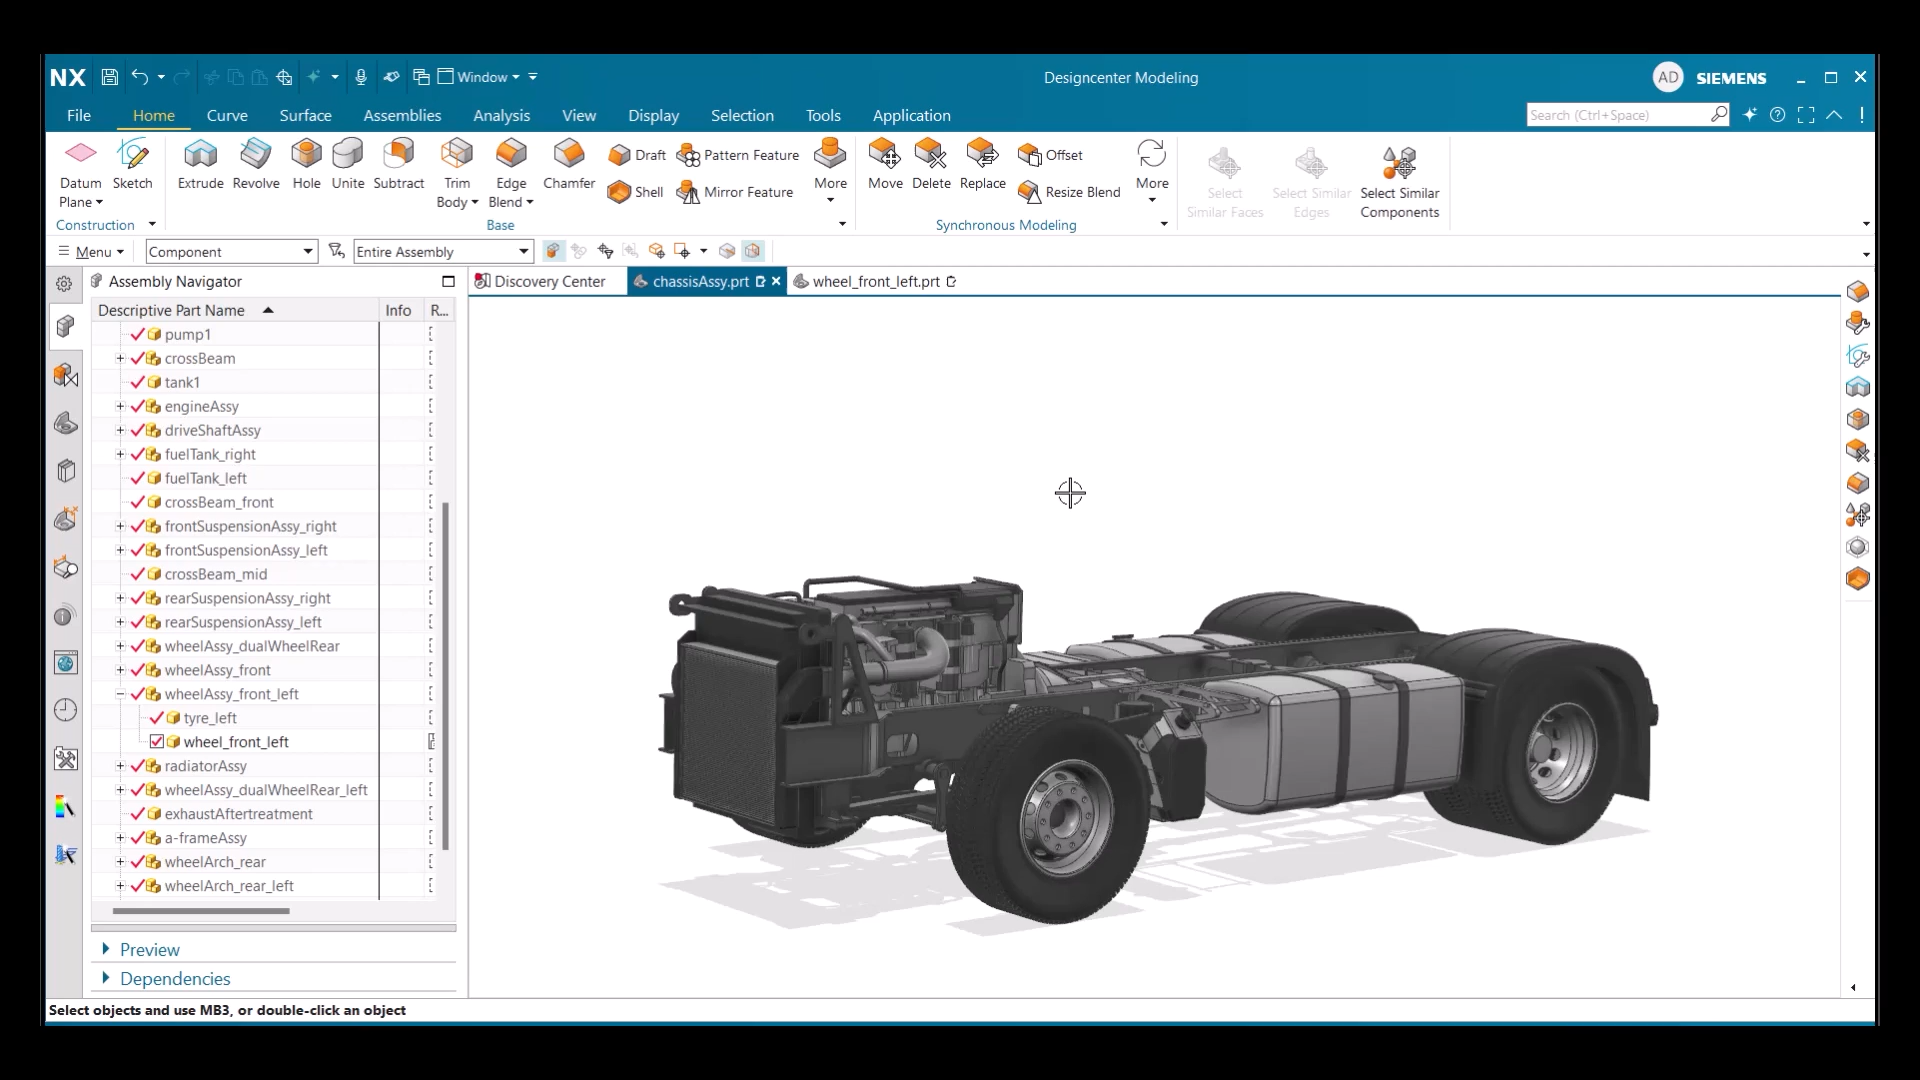 NX Window Designcenter Modeling AD SIEMENS
File Home Curve Surface Assemblies Analysis View Display Selection Tools Application Search (Ctrl+Space)
Datum Plane Sketch Extrude Revolve Hole Unite Subtract Trim Body Edge Blend Chamfer Draft Shell Pattern Feature Mirror Feature More Move Delete Replace Offset Resize Blend More Select Similar Faces Select Similar Edges Select Similar Components
Construction Base Synchronous Modeling
Menu Component Entire Assembly
Assembly Navigator Discovery Center chassisAssy.prt wheel_front_left.prt
Descriptive Part Name Info R...
pump1
crossBeam
tank1
engineAssy
driveShaftAssy
fuelTank_right
fuelTank_left
crossBeam_front
frontSuspensionAssy_right
frontSuspensionAssy_left
crossBeam_mid
rearSuspensionAssy_right
rearSuspensionAssy_left
wheelAssy_dualWheelRear
wheelAssy_front
wheelAssy_front_left
tyre_left
wheel_front_left
radiatorAssy
wheelAssy_dualWheelRear_left
exhaustAftertreatment
a-frameAssy
wheelArch_rear
wheelArch_rear_left
Preview
Dependencies
Select objects and use MB3, or double-click an object